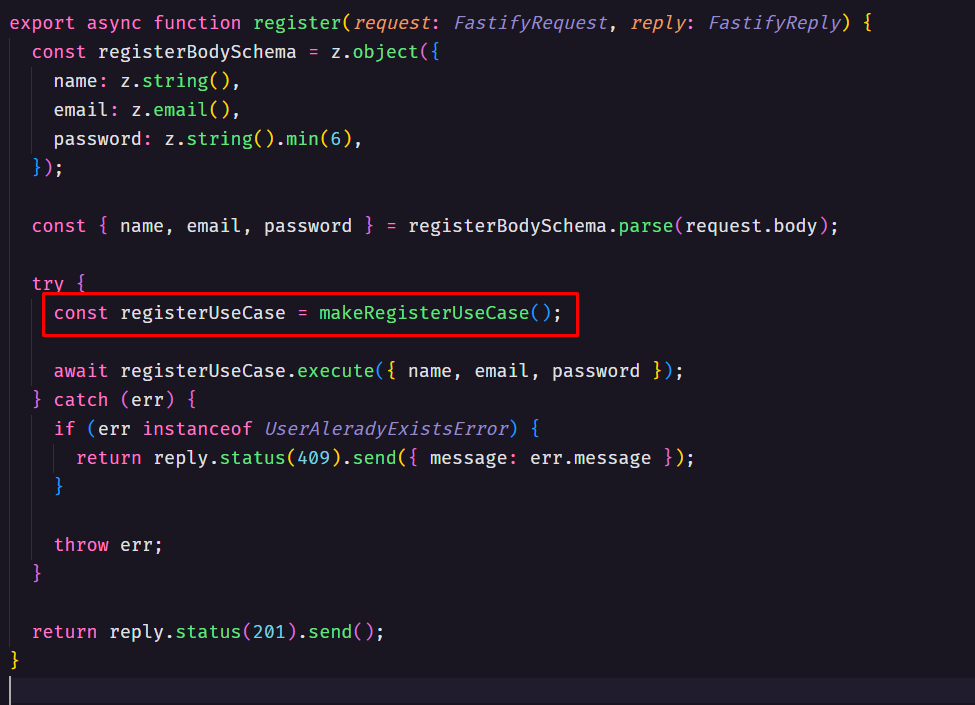 export async function register(request: FastifyRequest, reply: FastifyReply) {
  const registerBodySchema = z.object({
    name: z.string(),
    email: z.email(),
    password: z.string().min(6),
  });

  const { name, email, password } = registerBodySchema.parse(request.body);

  try {
    const registerUseCase = makeRegisterUseCase();

    await registerUseCase.execute({ name, email, password });
  } catch (err) {
    if (err instanceof UserAleradyExistsError) {
      return reply.status(409).send({ message: err.message });
    }

    throw err;
  }

  return reply.status(201).send();
}